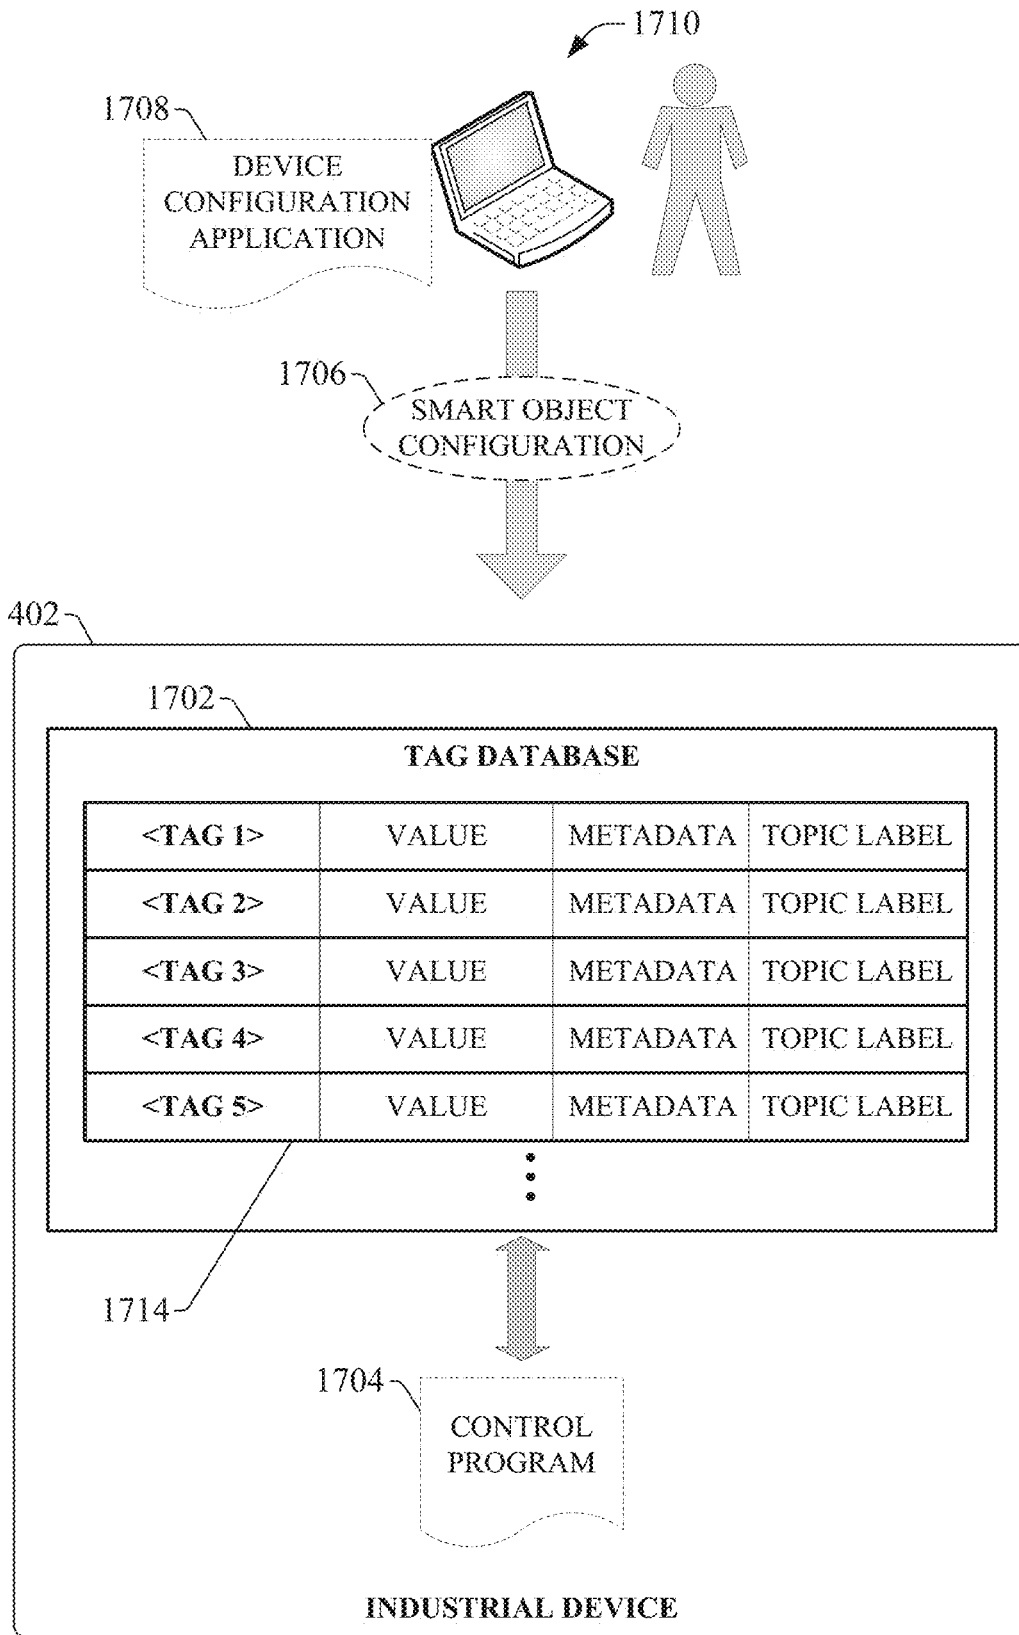 1710
1708
DEVICE
CONFIGURATION
APPLICATION
1706
SMART OBJECT
CONFIGURATION
402
1702
TAG DATABASE
<TAG 1> VALUE METADATA TOPIC LABEL
<TAG 2> VALUE METADATA TOPIC LABEL
<TAG 3> VALUE METADATA TOPIC LABEL
<TAG 4> VALUE METADATA TOPIC LABEL
<TAG 5> VALUE METADATA TOPIC LABEL
1714
1704
CONTROL
PROGRAM
INDUSTRIAL DEVICE